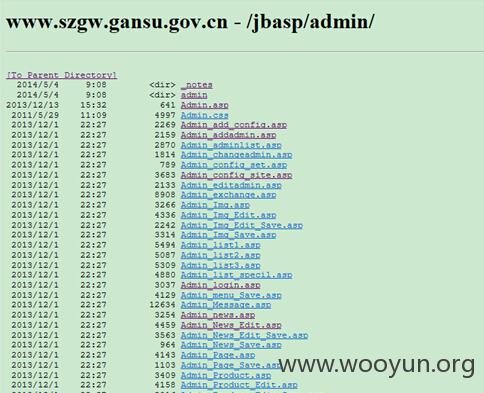 www.szgw.gansu.gov.cn - /jbasp/admin/
[To Parent Directory]
2014/5/4 9:08 <dir> _notes
2014/5/4 9:08 <dir> admin
2013/12/13 15:32 641 Admin.asp
2011/5/29 11:09 4997 Admin.css
2013/12/1 22:27 2269 Admin_add_config.asp
2013/12/1 22:27 2159 Admin_addadmin.asp
2013/12/1 22:27 2870 Admin_adminlist.asp
2013/12/1 22:27 1814 Admin_changeadmin.asp
2013/12/1 22:27 789 Admin_config_set.asp
2013/12/1 22:27 3683 Admin_config_site.asp
2013/12/1 22:27 2133 Admin_editadmin.asp
2013/12/1 22:27 8908 Admin_exchange.asp
2013/12/1 22:27 3266 Admin_Img.asp
2013/12/1 22:27 4336 Admin_Img_Edit.asp
2013/12/1 22:27 2242 Admin_Img_Edit_Save.asp
2013/12/1 22:27 3314 Admin_Img_Save.asp
2013/12/1 22:27 5494 Admin_list1.asp
2013/12/1 22:27 5087 Admin_list2.asp
2013/12/1 22:27 5309 Admin_list3.asp
2013/12/1 22:27 4880 Admin_list_specil.asp
2013/12/1 22:27 3037 Admin_login.asp
2013/12/1 22:27 4129 Admin_menu_Save.asp
2013/12/1 22:27 12634 Admin_Message.asp
2013/12/1 22:27 3254 Admin_news.asp
2013/12/1 22:27 4459 Admin_News_Edit.asp
2013/12/1 22:27 3563 Admin_News_Edit_Save.asp
2013/12/1 22:27 964 Admin_News_Save.asp
2013/12/1 22:27 4143 Admin_Page.asp
2013/12/1 22:27 1103 Admin_Page_Save.asp
2013/12/1 22:27 3409 Admin_Product.asp
2013/12/1 22:27 4158 Admin_Product_Edit.asp
www.wooyun.org